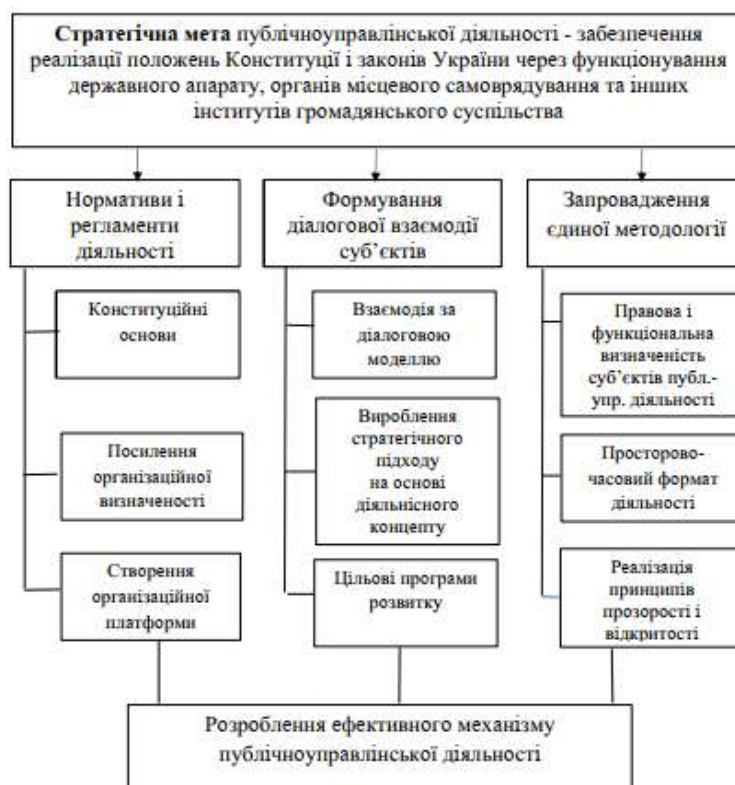 Стратегічна мета публічноуправлінської діяльності - забезпечення
реалізації положень Конституції і законів України через функціонування
державного апарату, органів місцевого самоврядування та інших
інститутів громадянського суспільства
Нормативи і
регламенти
діяльності
Формування
діалогової взаємодії
суб’єктів
Запровадження
єдиної методології
Конституційні
основи
Посилення
організаційної
визначеності
Створення
організаційної
платформи
Взаємодія за
діалоговою
моделлю
Вироблення
стратегічного
підходу
на основі
діяльнісного
концепту
Цільові програми
розвитку
Правова і
функціональна
визначеність
суб’єктів публ.-
упр. діяльності
Просторово-
часовий формат
діяльності
Реалізація
принципів
прозорості і
відкритості
Розроблення ефективного механізму
публічноуправлінської діяльності